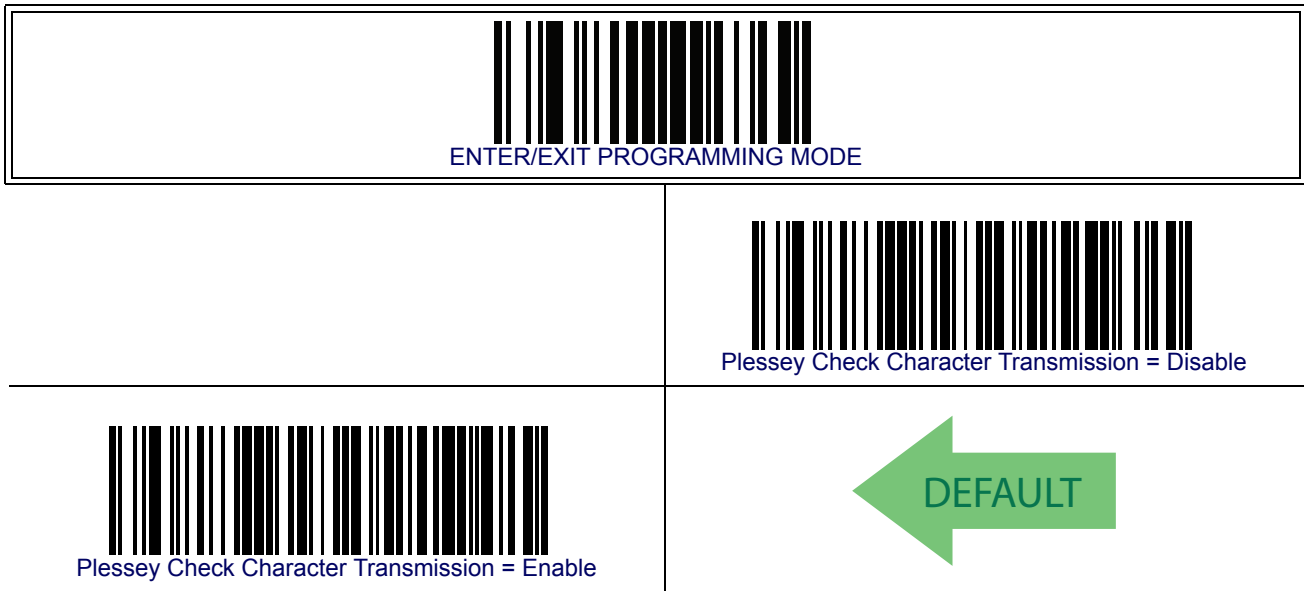 ENTER/EXIT PROGRAMMING MODE
Plessey Check Character Transmission = Disable
Plessey Check Character Transmission = Enable
DEFAULT